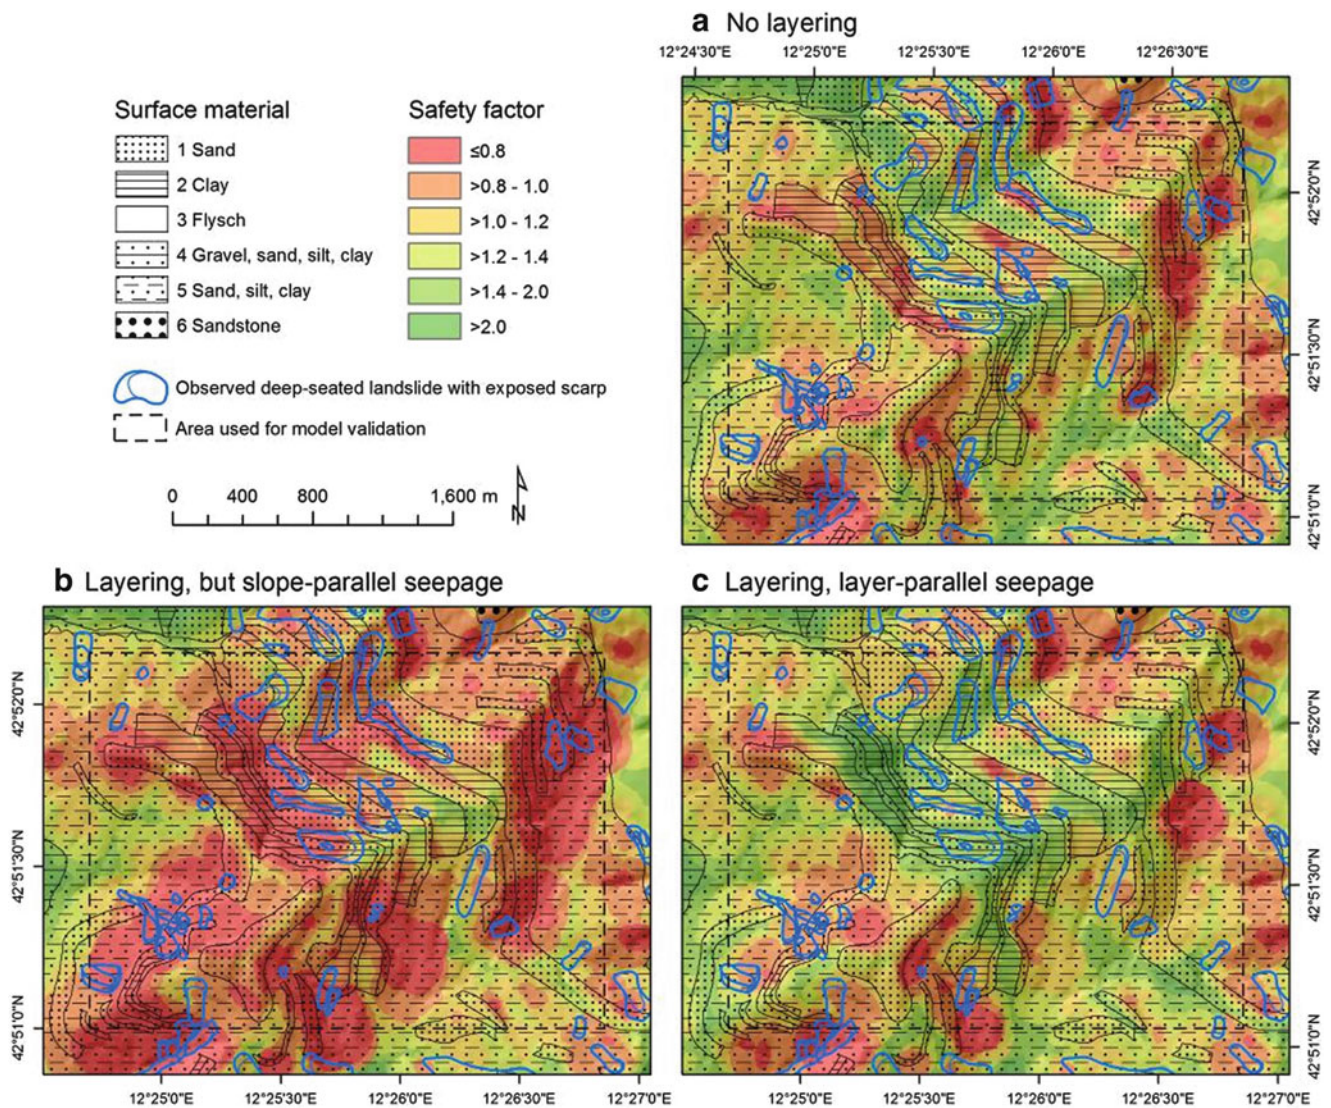 a No layering
12°24'30"E 12°25'0"E 12°25'30"E 12°26'0"E 12°26'30"E
Surface material
1 Sand
2 Clay
3 Flysch
4 Gravel, sand, silt, clay
5 Sand, silt, clay
6 Sandstone
Safety factor
≤0.8
>0.8 - 1.0
>1.0 - 1.2
>1.2 - 1.4
>1.4 - 2.0
>2.0
Observed deep-seated landslide with exposed scarp
Area used for model validation
0 400 800 1,600 m
N
42°52'0"N
42°51'30"N
42°51'0"N
b Layering, but slope-parallel seepage
42°52'0"N
42°51'30"N
42°51'0"N
12°25'0"E 12°25'30"E 12°26'0"E 12°26'30"E 12°27'0"E
c Layering, layer-parallel seepage
42°52'0"N
42°51'30"N
42°51'0"N
12°25'0"E 12°25'30"E 12°26'0"E 12°26'30"E 12°27'0"E